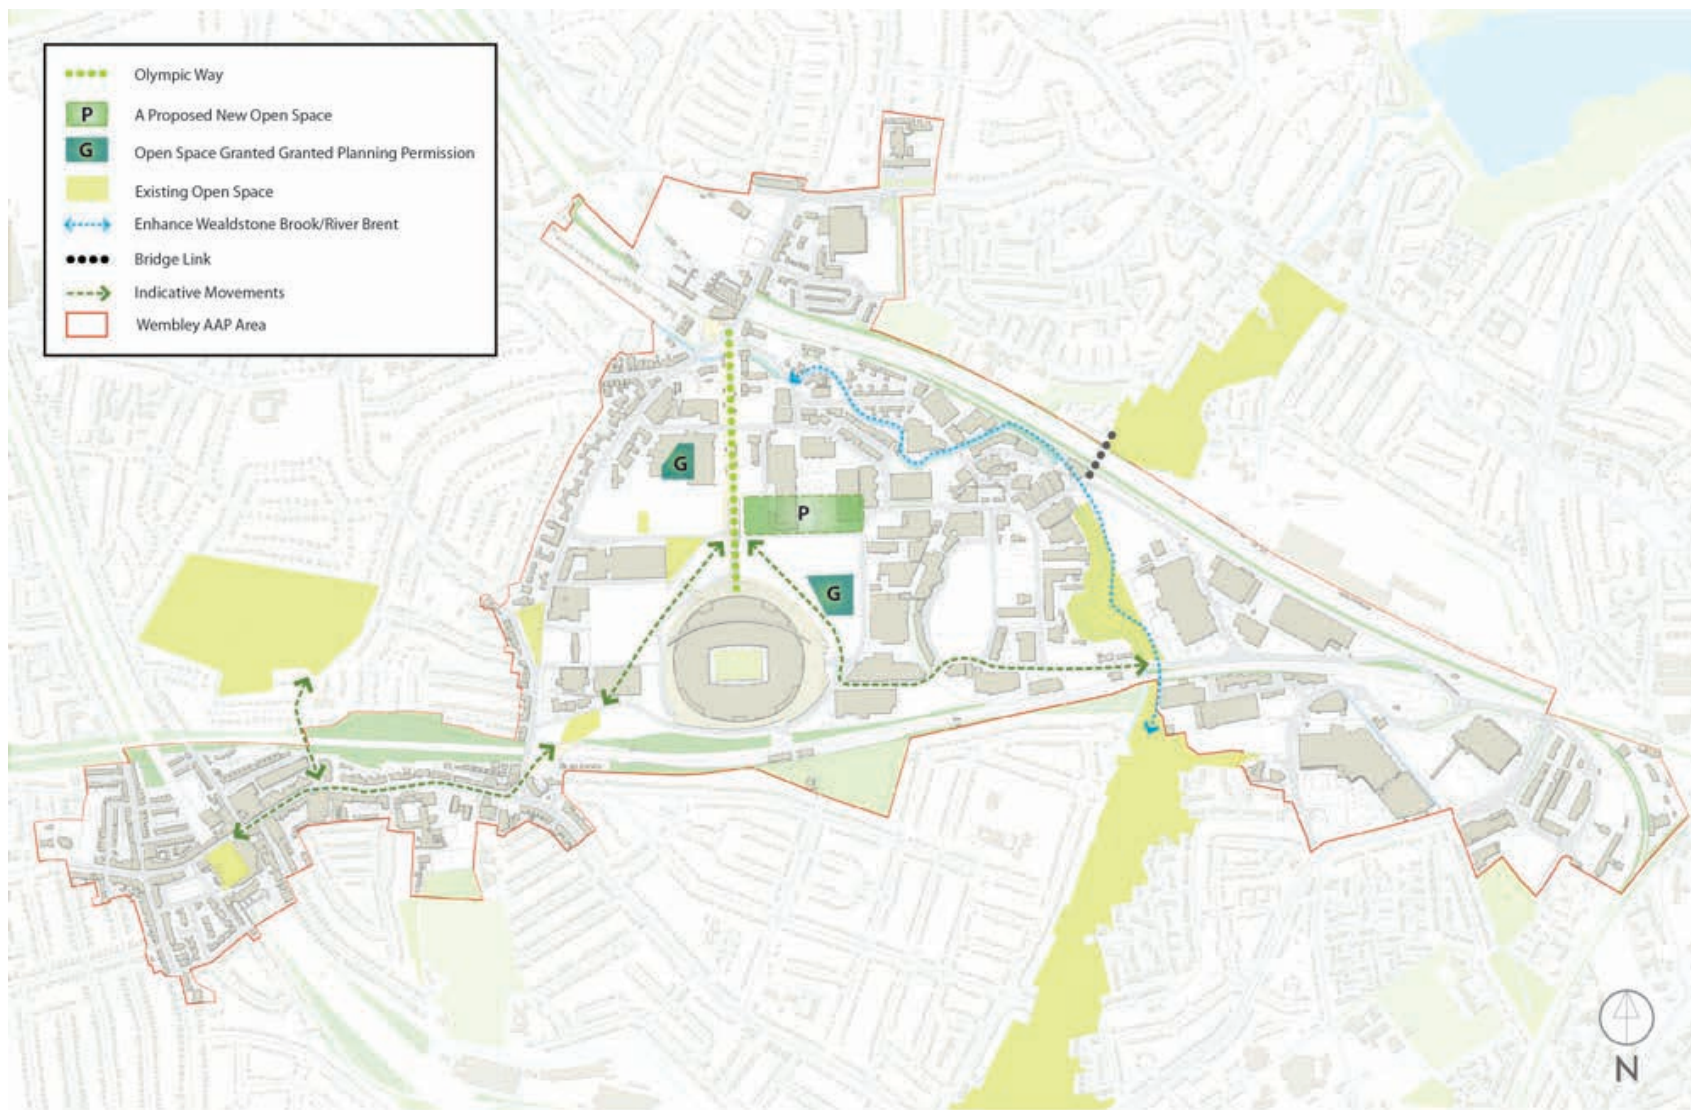 Olympic Way
P
A Proposed New Open Space
G
Open Space Granted Granted Planning Permission
Existing Open Space
Enhance Wealdstone Brook/River Brent
Bridge Link
Indicative Movements
Wembley AAP Area
G
P
G
N